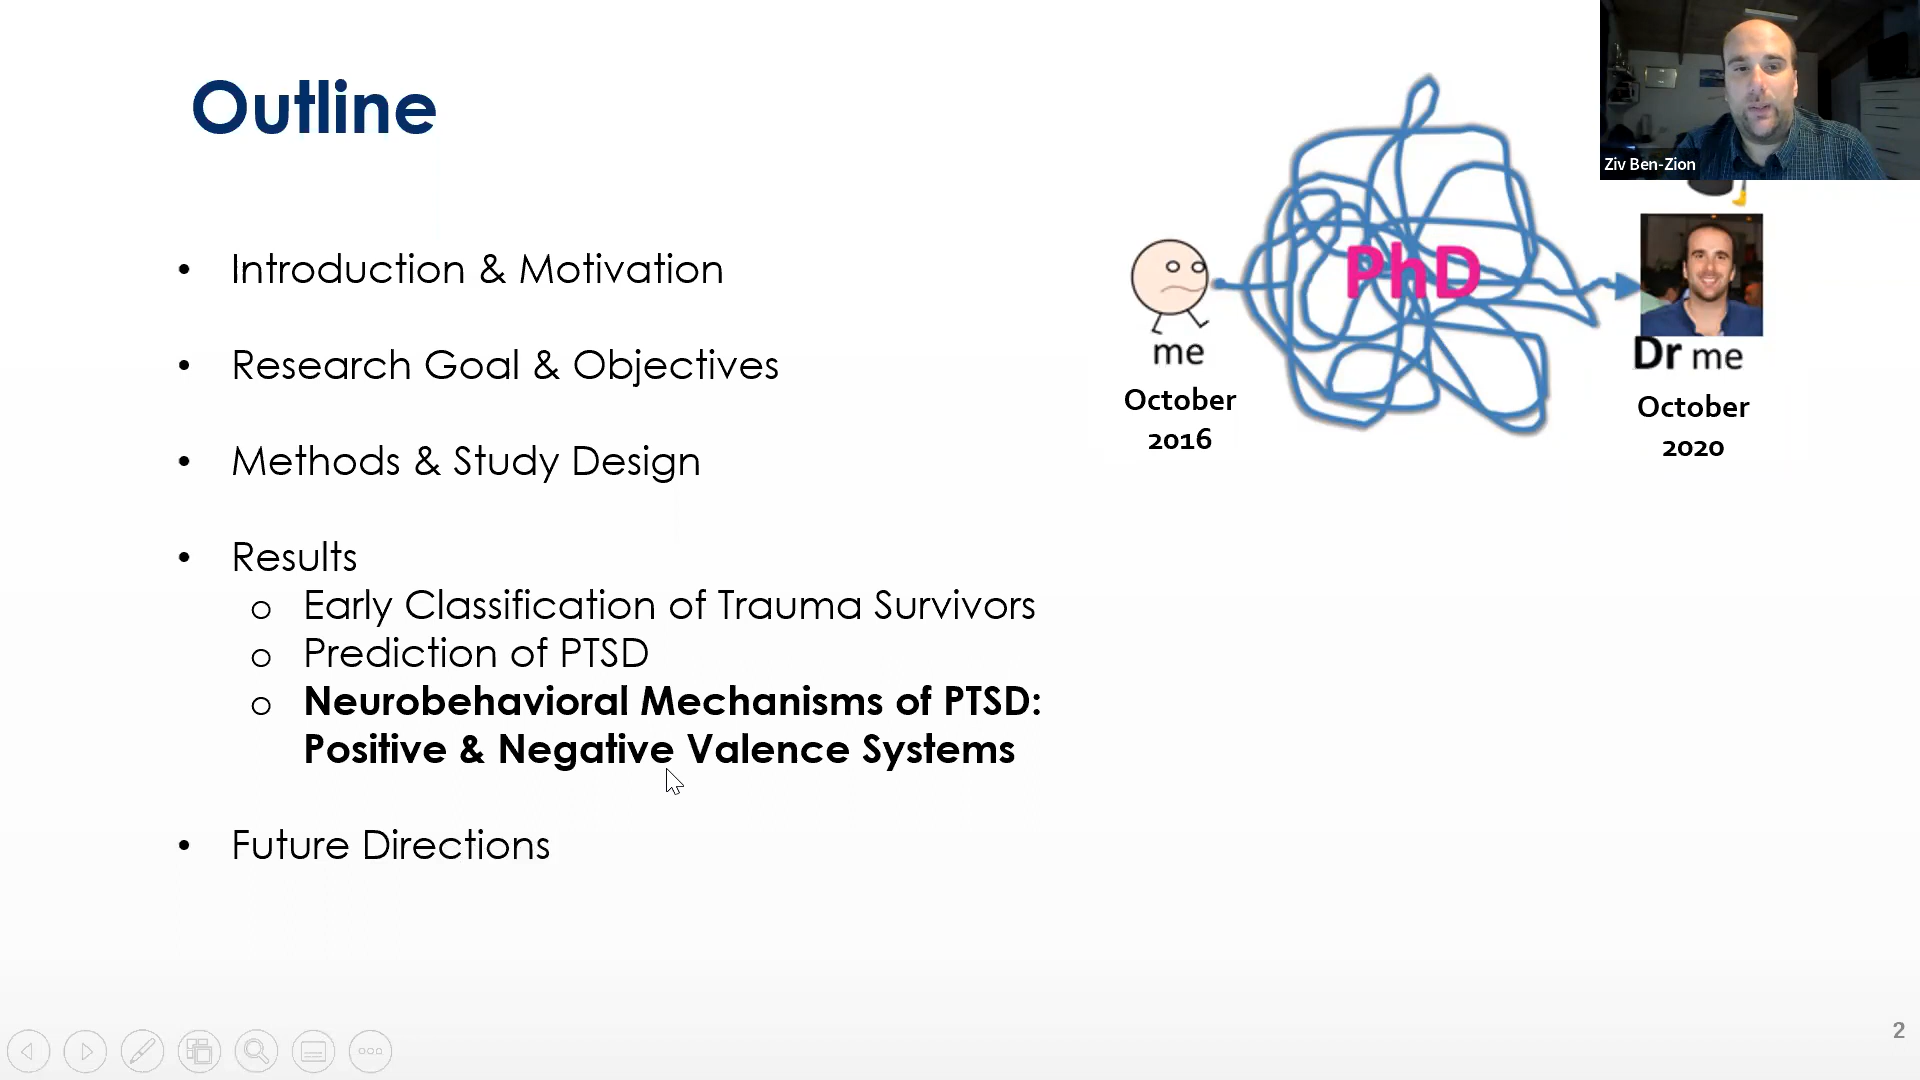 Outline
Ziv Ben-Zion
• Introduction & Motivation
• Research Goal & Objectives
• Methods & Study Design
• Results
o Early Classification of Trauma Survivors
o Prediction of PTSD
o Neurobehavioral Mechanisms of PTSD:
Positive & Negative Valence Systems
• Future Directions
PhD
me
October
2016
Dr me
October
2020
2